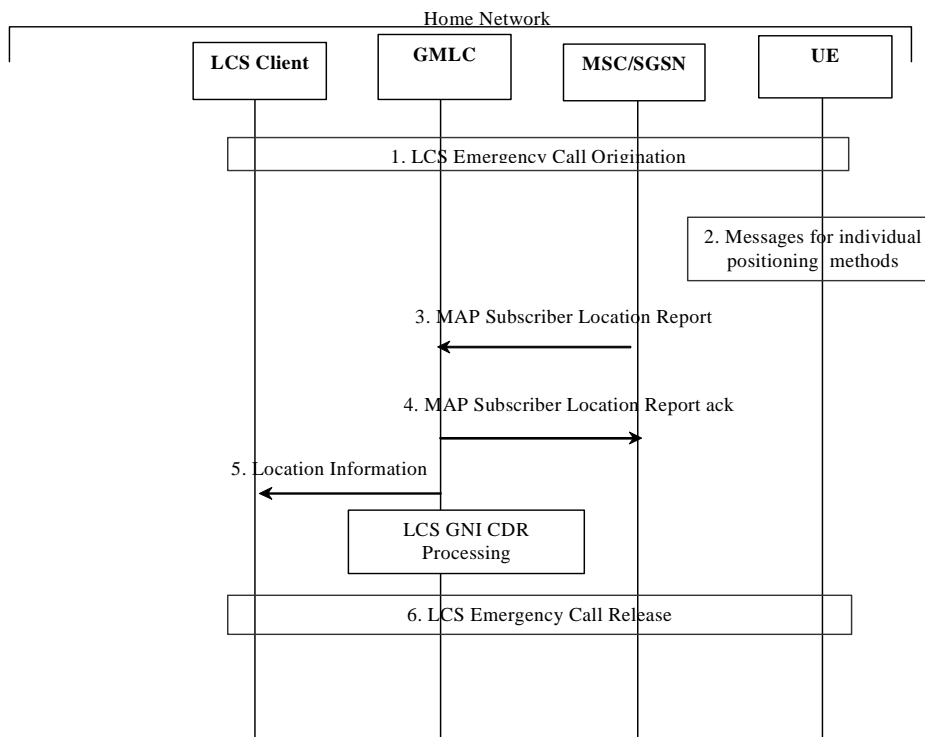 Home Network
LCS Client
GMLC
MSC/SGSN
UE
1. LCS Emergency Call Origination
2. Messages for individual
positioning methods
3. MAP Subscriber Location Report
4. MAP Subscriber Location Report ack
5. Location Information
LCS GNI CDR
Processing
6. LCS Emergency Call Release